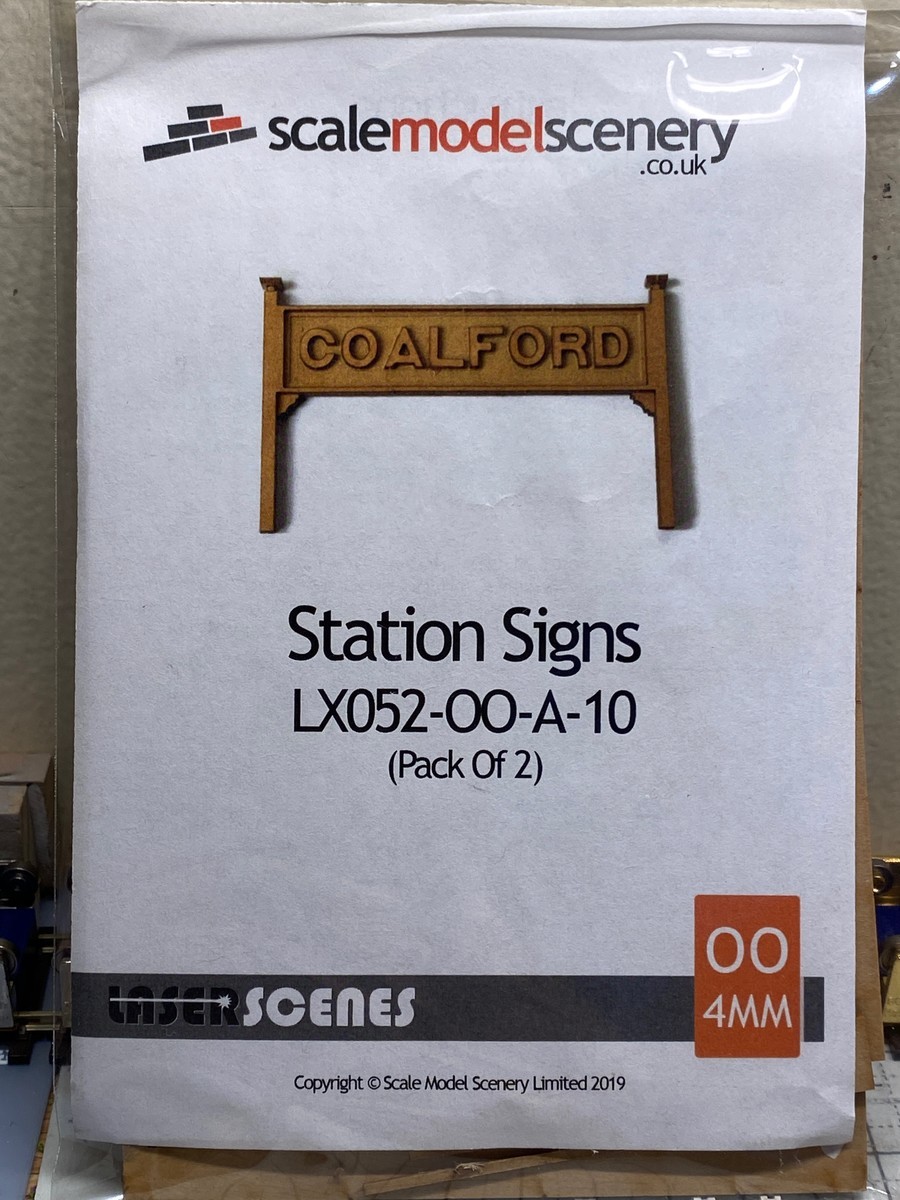 scalemodelscenery
.co.uk
COALFORD
Station Signs
LX052-OO-A-10
(Pack Of 2)
OO
4MM
LASERSCENES
Copyright © Scale Model Scenery Limited 2019